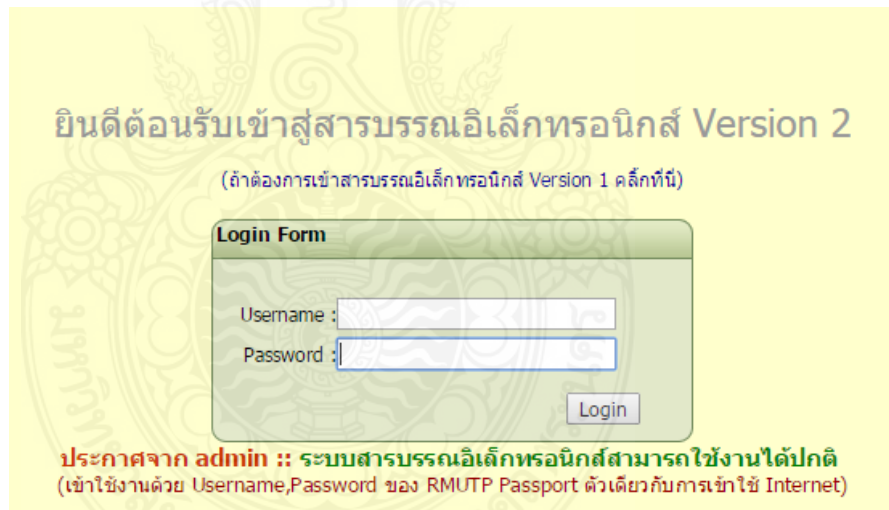 ยินดีต้อนรับเข้าสู่สารบรรณอิเล็กทรอนิกส์ Version 2
(ถ้าต้องการเข้าสารบรรณอิเล็กทรอนิกส์ Version 1 คลิ๊กที่นี่)
Login Form
Username :
Password :
Login
ประกาศจาก admin :: ระบบสารบรรณอิเล็กทรอนิกส์สามารถใช้งานได้ปกติ
(เข้าใช้งานด้วย Username,Password ของ RMUTP Passport ตัวเดียวกับการเข้าใช้ Internet)